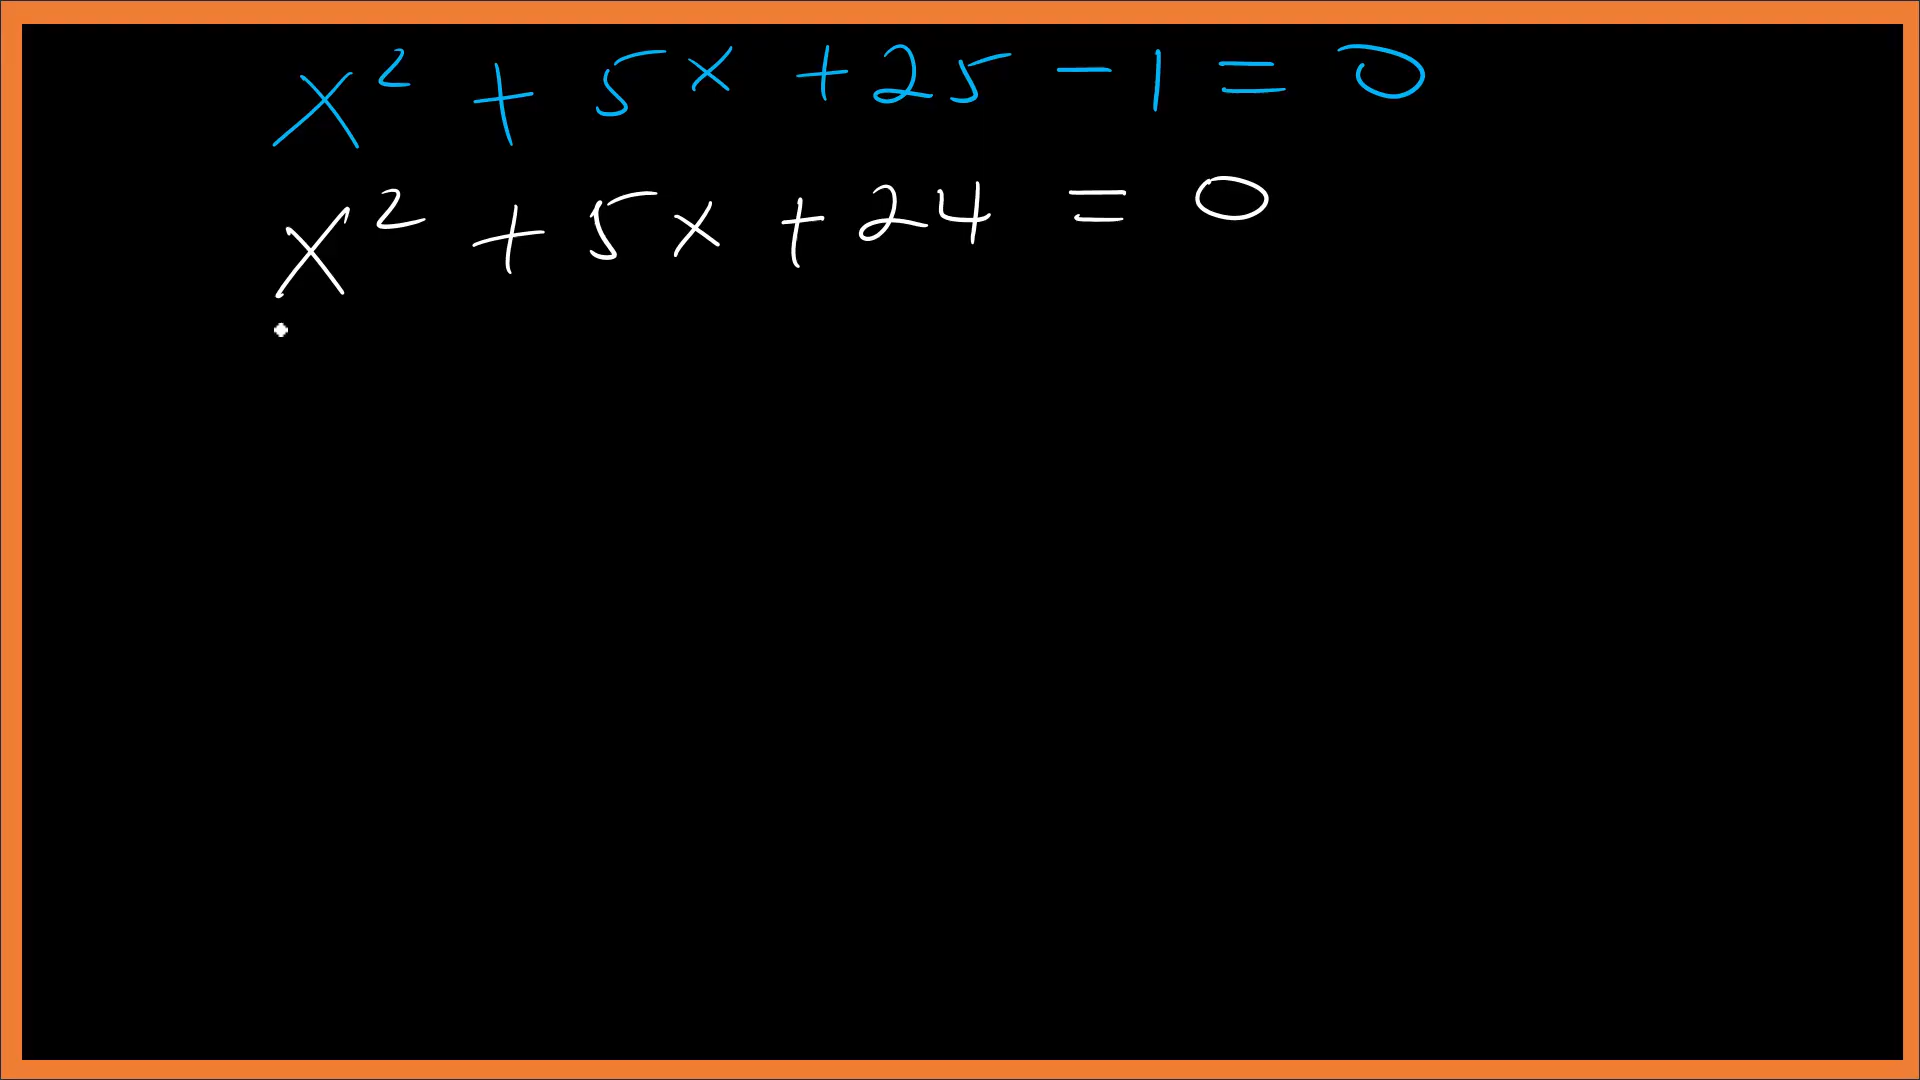 x² + 5x + 25 - 1 = 0
x² + 5x + 24 = 0